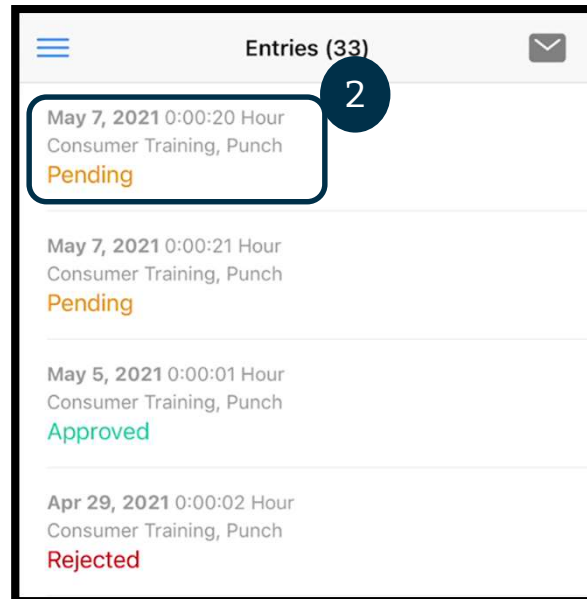 Entries (33)
2
May 7, 2021 0:00:20 Hour
Consumer Training, Punch
Pending
May 7, 2021 0:00:21 Hour
Consumer Training, Punch
Pending
May 5, 2021 0:00:01 Hour
Consumer Training, Punch
Approved
Apr 29, 2021 0:00:02 Hour
Consumer Training, Punch
Rejected